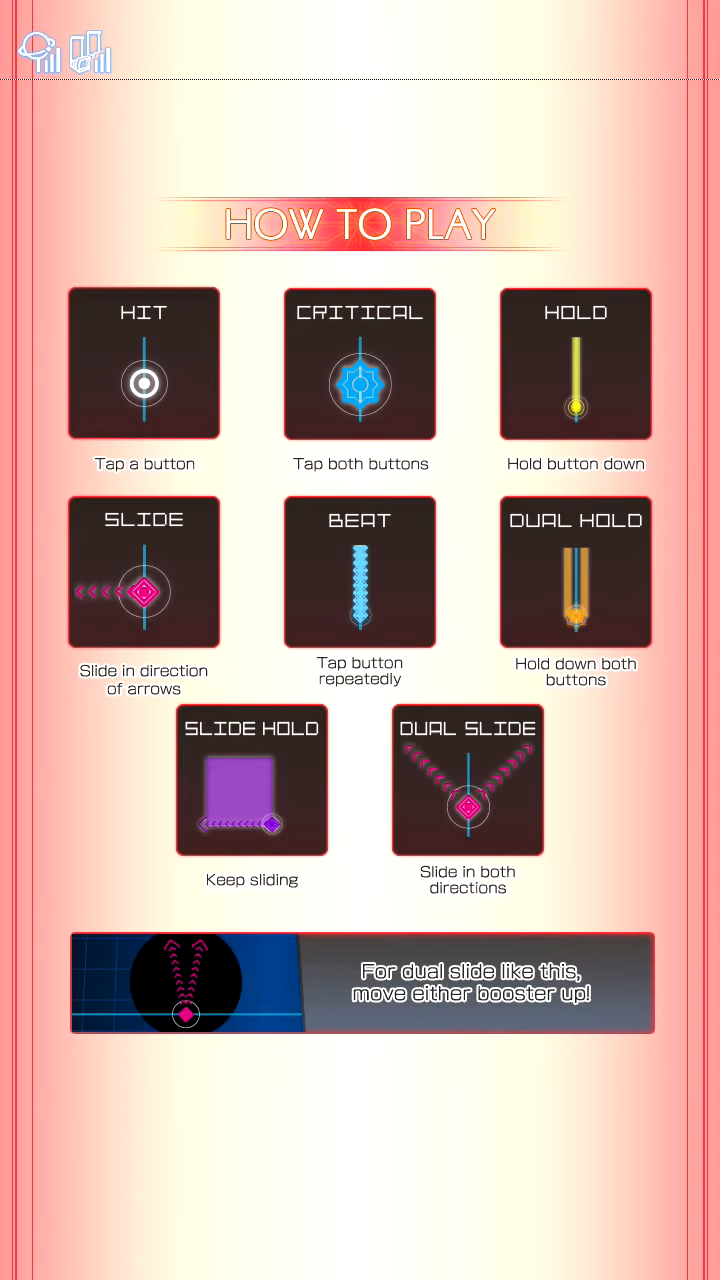 HOW TO PLAY
HIT
CRITICAL
HOLD
Tap a button
Tap both buttons
Hold button down
SLIDE
BEAT
DUAL HOLD
Slide in direction
of arrows
Tap button
repeatedly
Hold down both
buttons
SLIDE HOLD
DUAL SLIDE
Keep sliding
Slide in both
directions
For dual slide like this,
move either booster up!